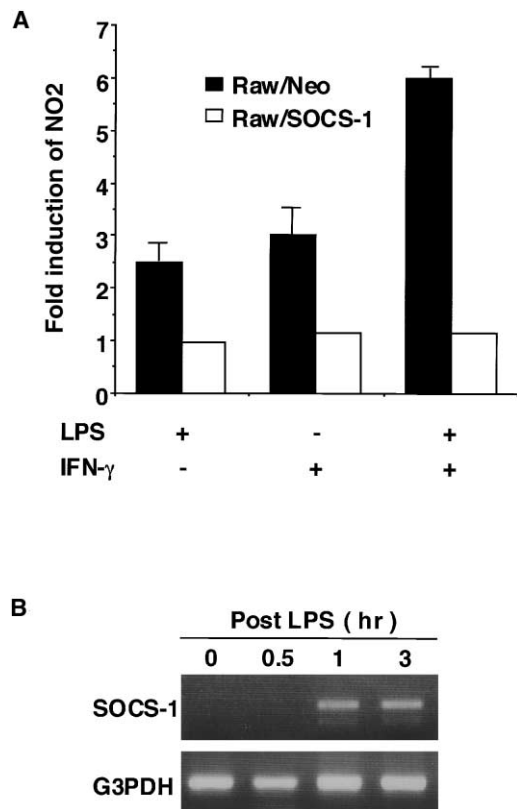 A
Fold induction of NO2
7
6
5
4
3
2
1
0
Raw/Neo
Raw/SOCS-1
LPS + - +
IFN-γ - + +
B
Post LPS ( hr )
0 0.5 1 3
SOCS-1
G3PDH